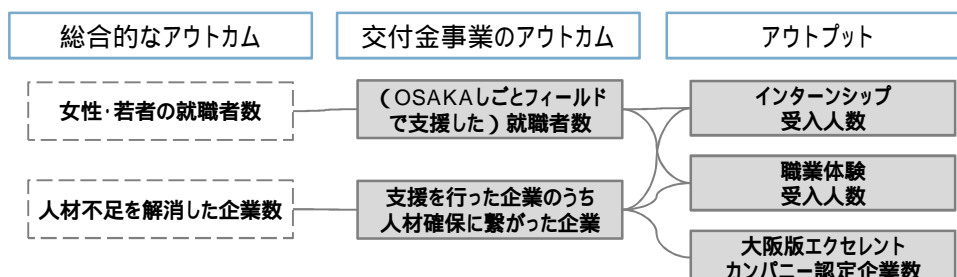 総合的なアウトカム
交付金事業のアウトカム
アウトプット
女性・若者の就職者数
（OSAKAしごとフィールド
で支援した）就職者数
インターンシップ
受入人数
職業体験
受入人数
人材不足を解消した企業数
支援を行った企業のうち
人材確保に繋がった企業
大阪版エクセレント
カンパニー認定企業数